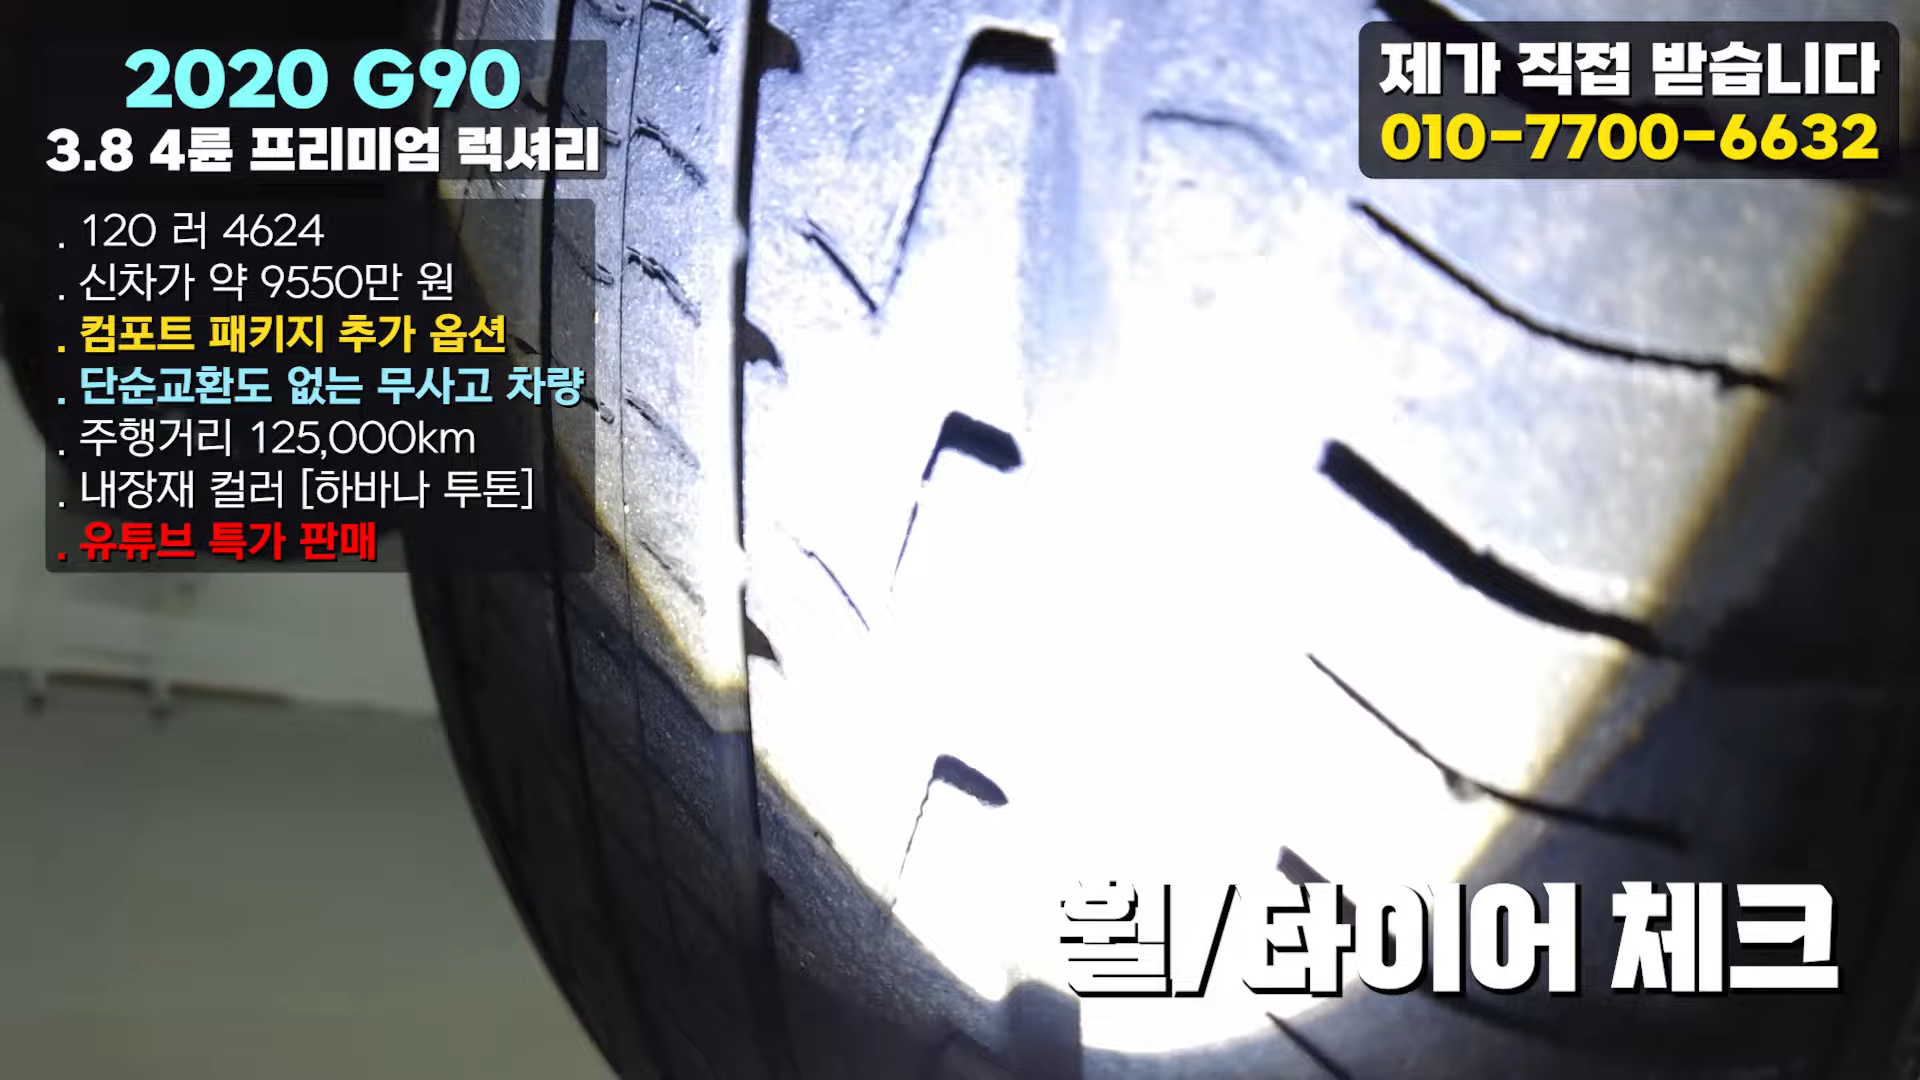 2020 G90
3.8 4륜 프리미엄 럭셔리
. 120 러 4624
. 신차가 약 9550만 원
. 컴포트 패키지 추가 옵션
. 단순교환도 없는 무사고 차량
. 주행거리 125,000km
. 내장재 컬러 [하바나 투톤]
. 유튜브 특가 판매
제가 직접 받습니다
010-7700-6632
휠/타이어 체크